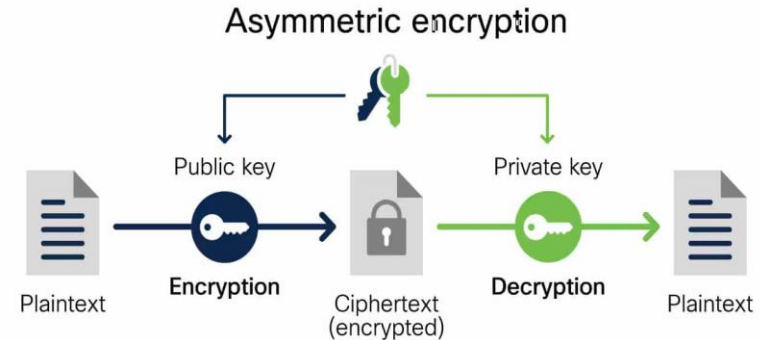 Asymmetric encryption
Public key
Private key
Encryption
Decryption
Plaintext
Ciphertext
(encrypted)
Plaintext